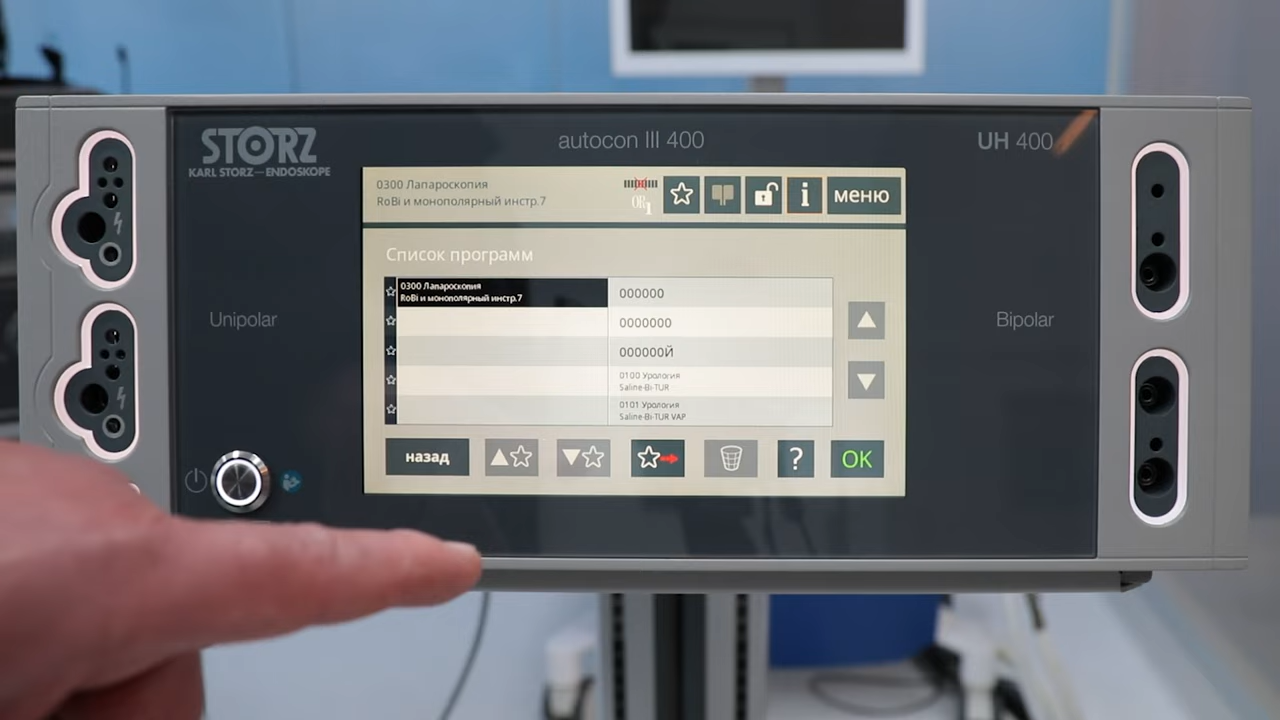 STORZ
KARL STORZ—ENDOSKOPE
autocon III 400
UH 400
0300 Лапароскопия
RoBi и монополярный инстр.7
OR1
i
меню
Список программ
0300 Лапароскопия
RoBi и монополярный инстр.7
000000
0000000
000000Й
0100 Урология
Saline-Bi-TUR
0101 Урология
Saline-Bi-TUR VAP
Unipolar
Bipolar
назад
?
OK